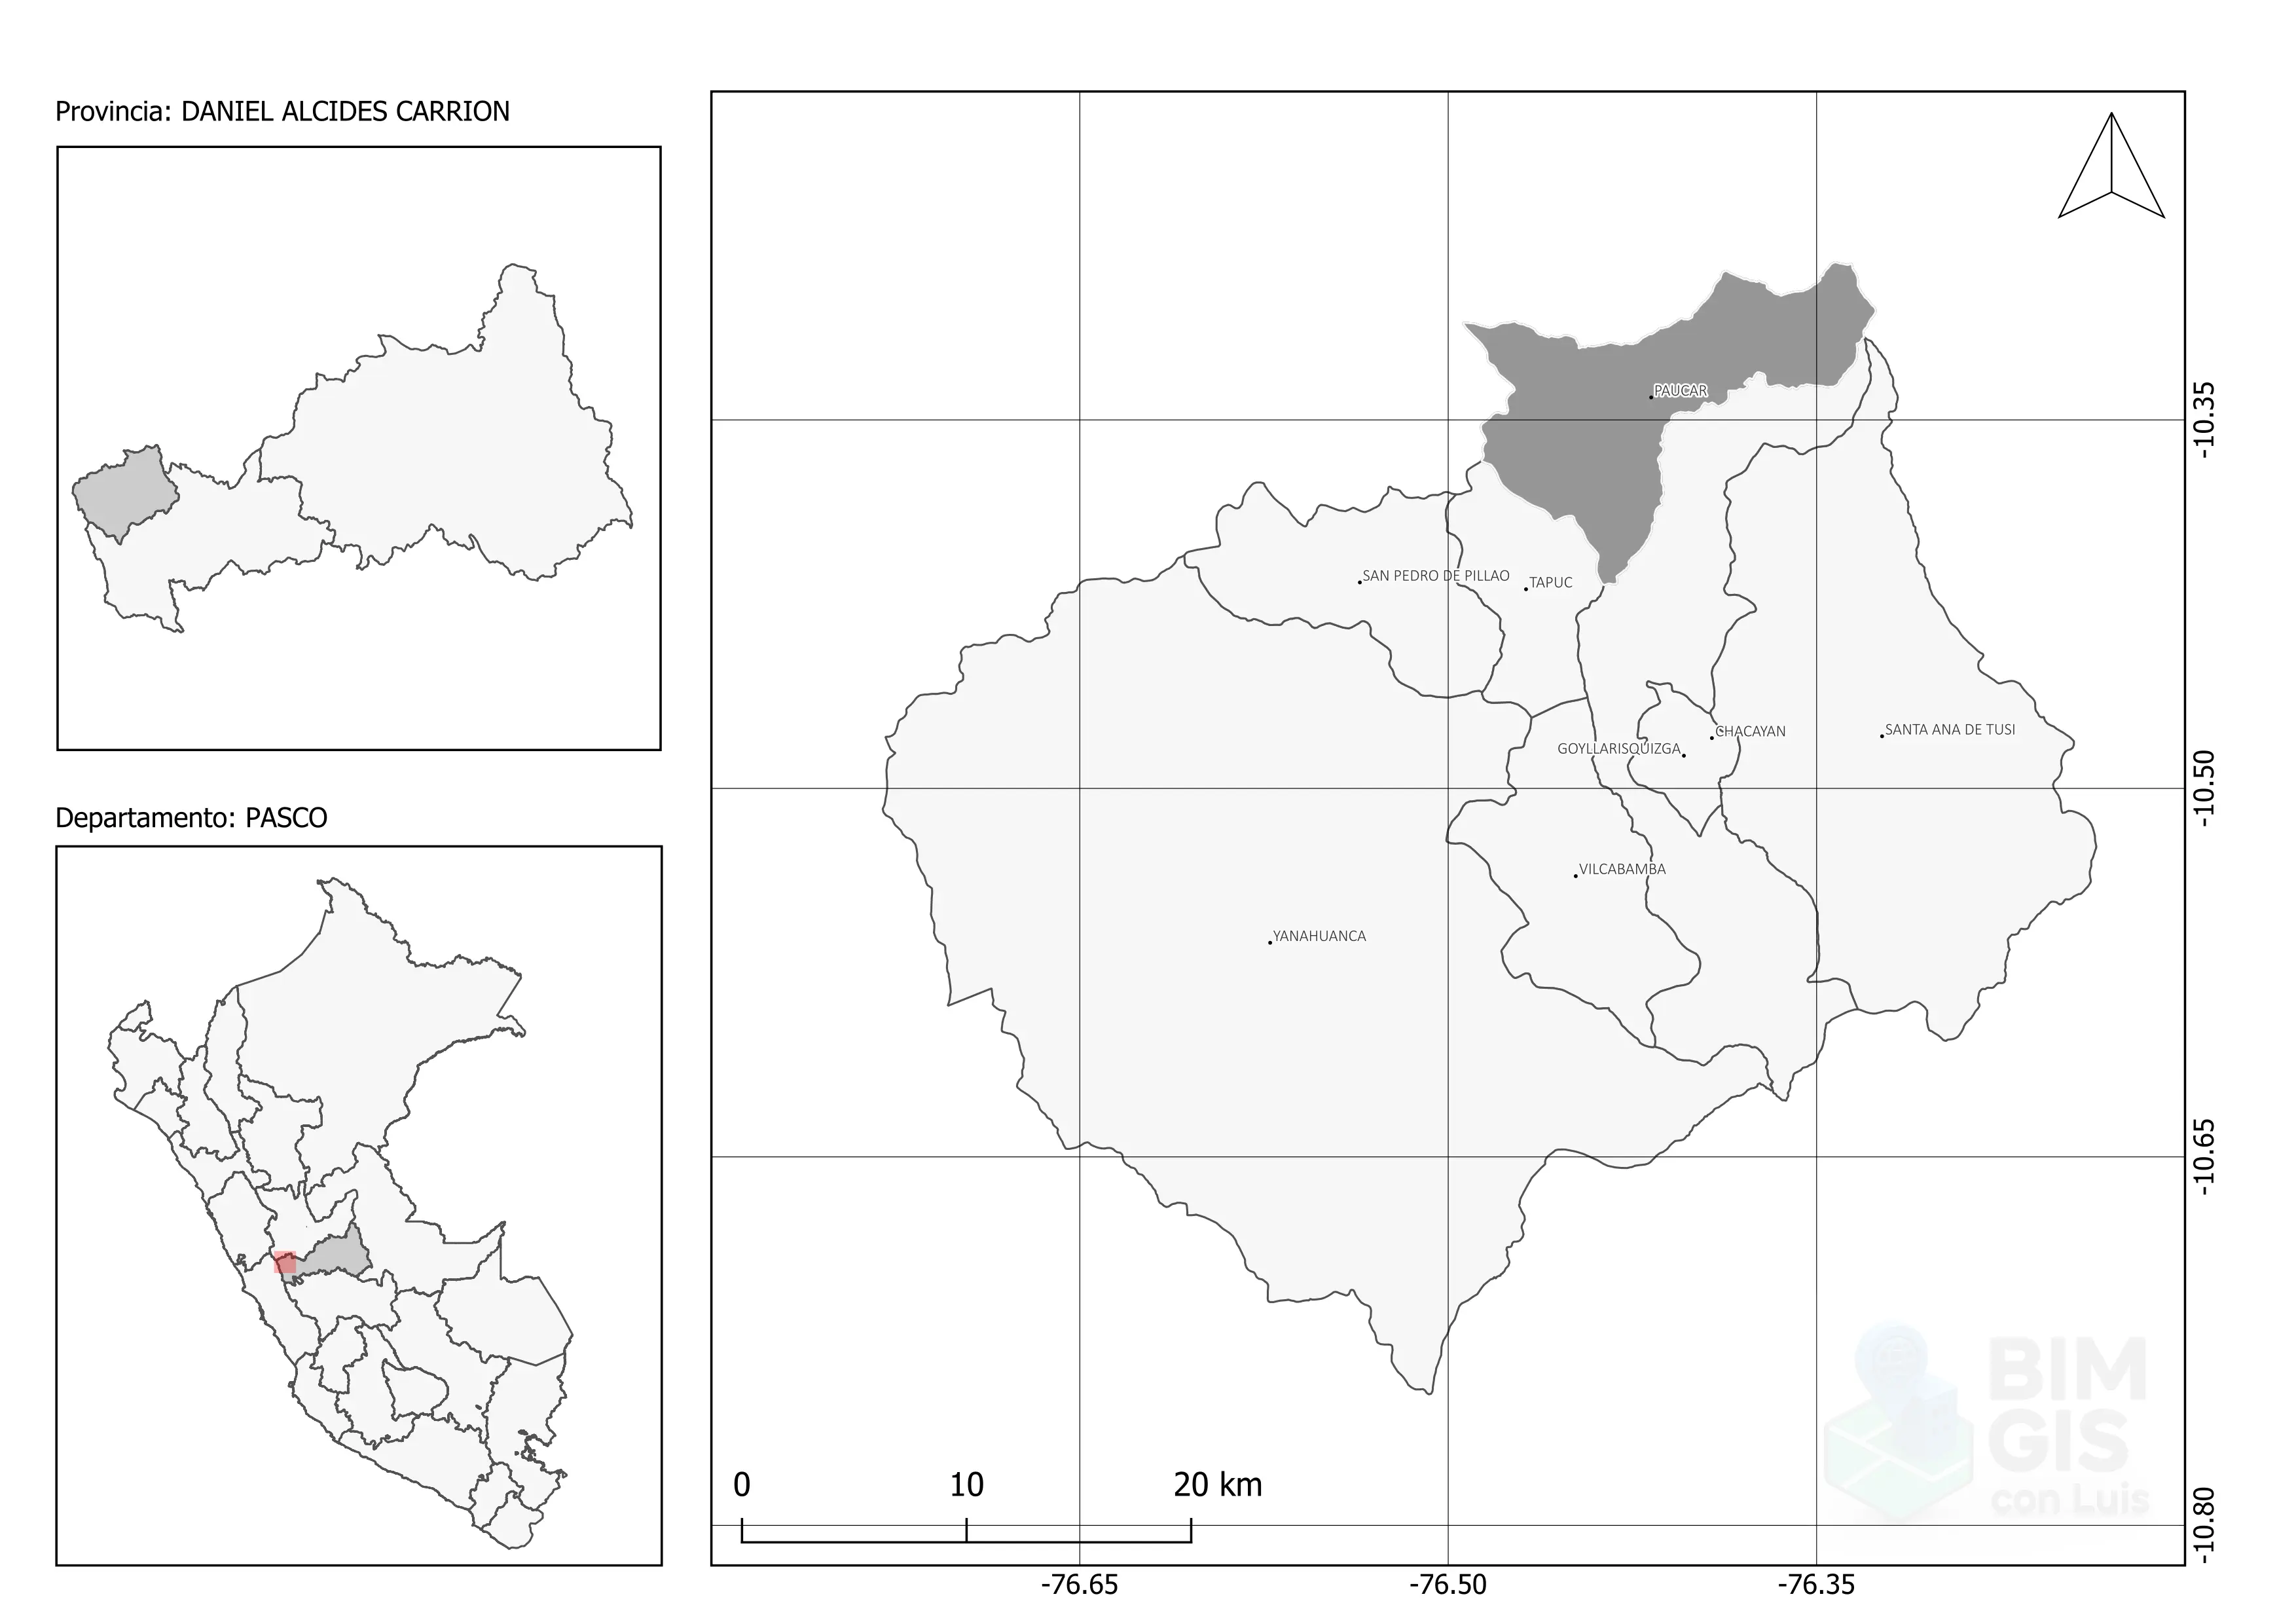 Provincia: DANIEL ALCIDES CARRION
Departamento: PASCO
PAUCAR
SAN PEDRO DE PILLAO
TAPUC
CHACAYAN
GOYLLARISQUIZGA
SANTA ANA DE TUSI
VILCABAMBA
YANAHUANCA
-10.35
-10.50
-10.65
-10.80
0 10 20 km
-76.65 -76.50 -76.35
BIM
GIS
con Luis